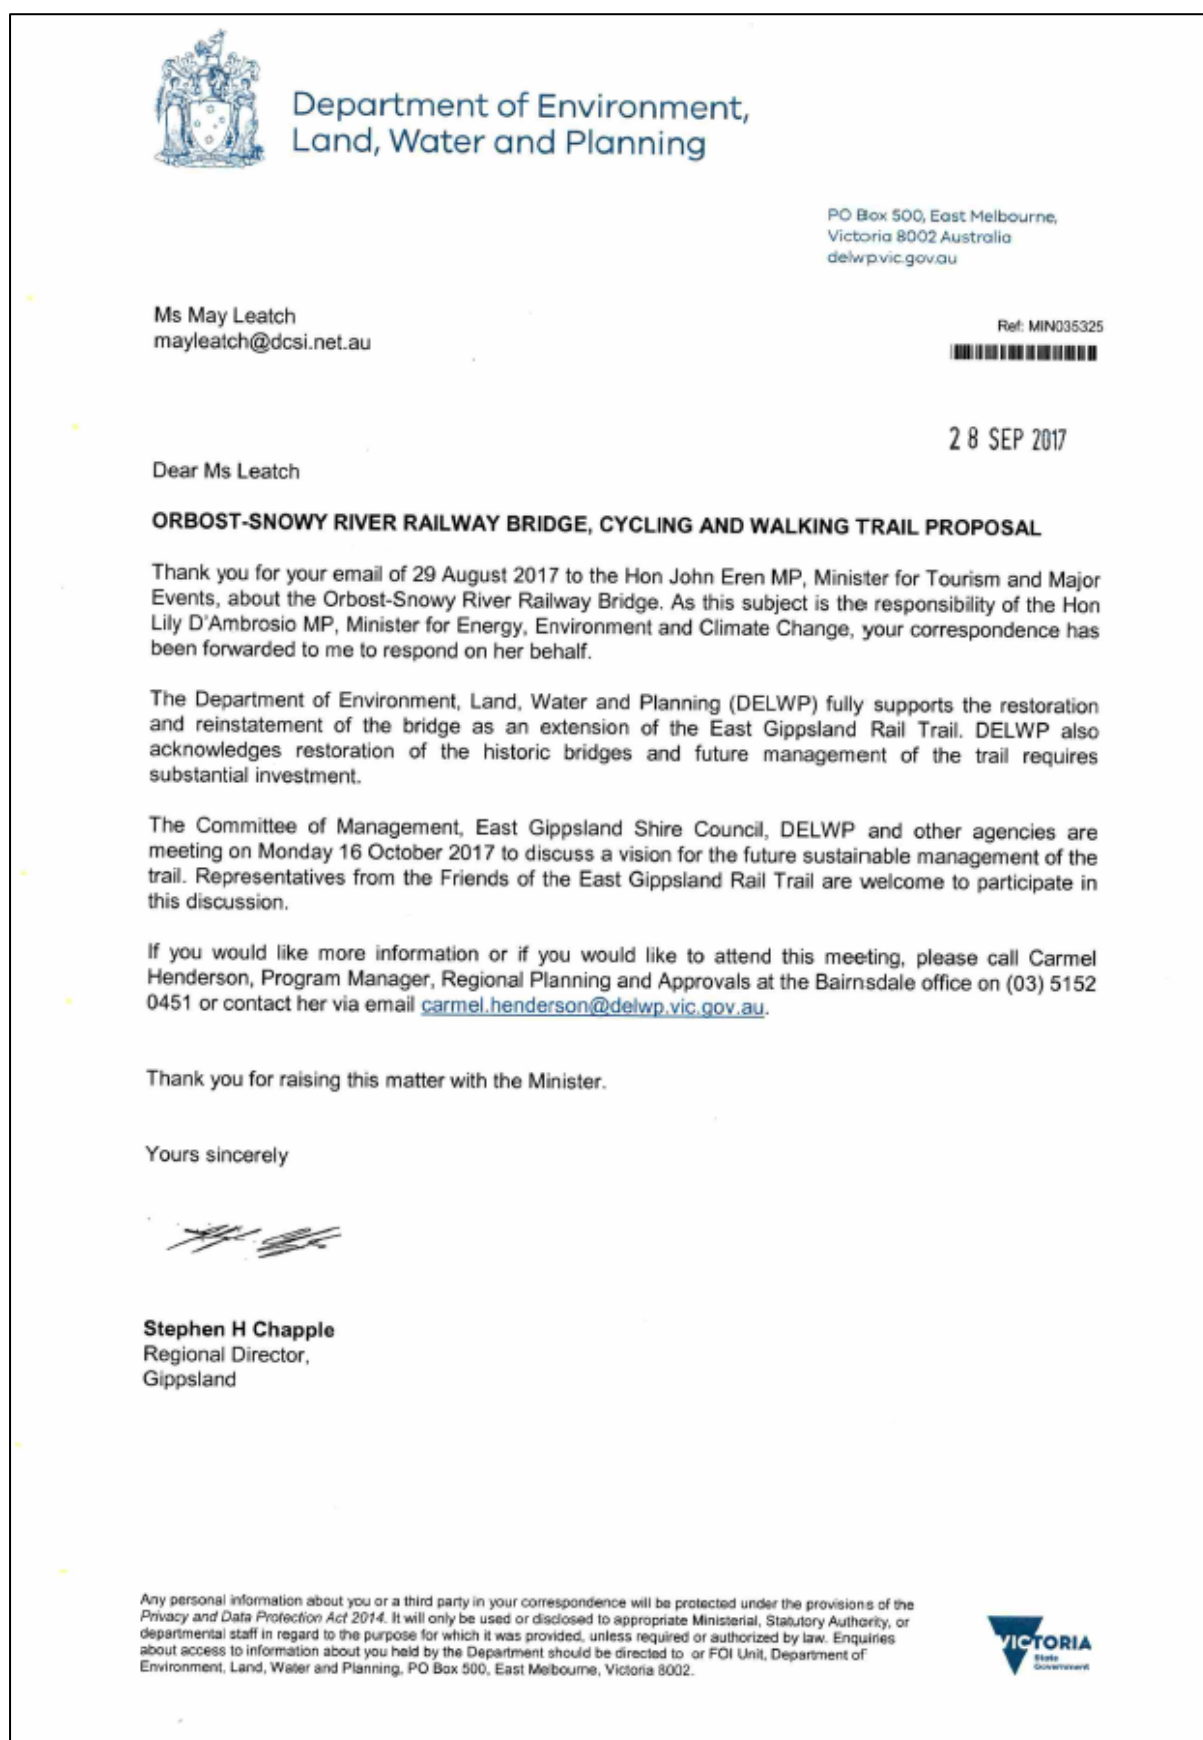 Department of Environment,
Land, Water and Planning
PO Box 500, East Melbourne,
Victoria 8002 Australia
delwp.vic.gov.au
Ms May Leatch
mayleatch@dcsi.net.au
Ref: MIN035325
28 SEP 2017
Dear Ms Leatch
ORBOST-SNOWY RIVER RAILWAY BRIDGE, CYCLING AND WALKING TRAIL PROPOSAL
Thank you for your email of 29 August 2017 to the Hon John Eren MP, Minister for Tourism and Major
Events, about the Orbost-Snowy River Railway Bridge. As this subject is the responsibility of the Hon
Lily D'Ambrosio MP, Minister for Energy, Environment and Climate Change, your correspondence has
been forwarded to me to respond on her behalf.
The Department of Environment, Land, Water and Planning (DELWP) fully supports the restoration
and reinstatement of the bridge as an extension of the East Gippsland Rail Trail. DELWP also
acknowledges restoration of the historic bridges and future management of the trail requires
substantial investment.
The Committee of Management, East Gippsland Shire Council, DELWP and other agencies are
meeting on Monday 16 October 2017 to discuss a vision for the future sustainable management of the
trail. Representatives from the Friends of the East Gippsland Rail Trail are welcome to participate in
this discussion.
If you would like more information or if you would like to attend this meeting, please call Carmel
Henderson, Program Manager, Regional Planning and Approvals at the Bairnsdale office on (03) 5152
0451 or contact her via email carmel.henderson@delwp.vic.gov.au.
Thank you for raising this matter with the Minister.
Yours sincerely
Stephen H Chapple
Regional Director,
Gippsland
Any personal information about you or a third party in your correspondence will be protected under the provisions of the
Privacy and Data Protection Act 2014. It will only be used or disclosed to appropriate Ministerial, Statutory Authority, or
departmental staff in regard to the purpose for which it was provided, unless required or authorized by law. Enquiries
about access to information about you held by the Department should be directed to or FOI Unit, Department of
Environment, Land, Water and Planning, PO Box 500, East Melbourne, Victoria 8002.
VICTORIA
State
Government